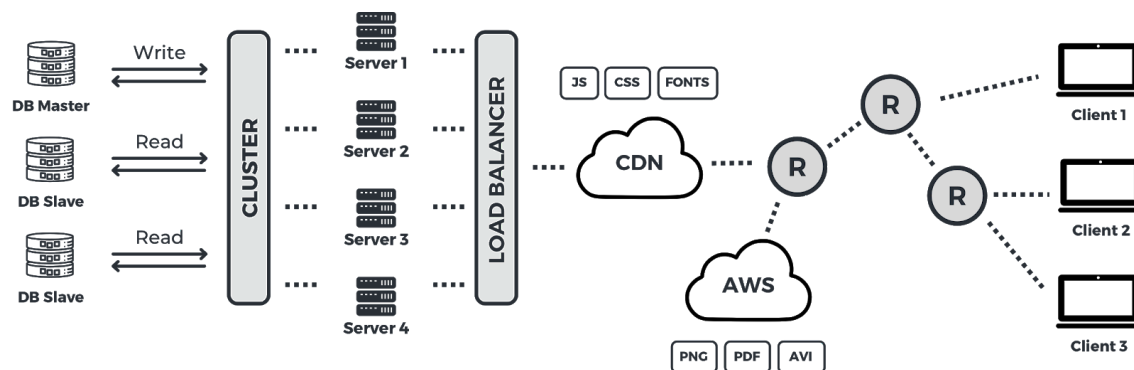 Write
DB Master
Read
DB Slave
Read
DB Slave
CLUSTER
Server 1
Server 2
Server 3
Server 4
LOAD BALANCER
JS
CSS
FONTS
CDN
AWS
PNG
PDF
AVI
R
R
R
Client 1
Client 2
Client 3